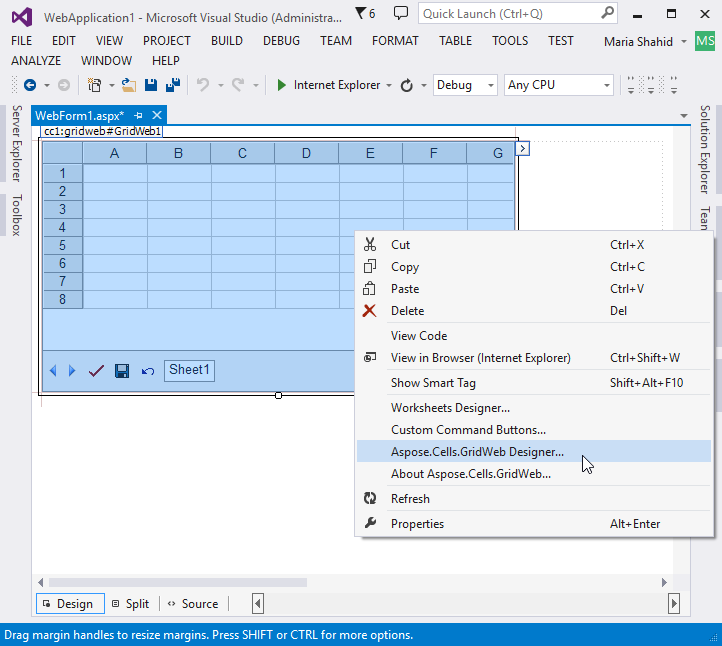 WebApplication1 - Microsoft Visual Studio (Administra...
6
Quick Launch (Ctrl+Q)
FILE EDIT VIEW PROJECT BUILD DEBUG TEAM FORMAT TABLE TOOLS TEST Maria Shahid MS
ANALYZE WINDOW HELP
Internet Explorer Debug Any CPU
Server Explorer
Toolbox
WebForm1.aspx*
cc1:gridweb#GridWeb1
A B C D E F G
1
2
3
4
5
6
7
8
Sheet1
Solution Explorer
Team
Cut Ctrl+X
Copy Ctrl+C
Paste Ctrl+V
Delete Del
View Code
View in Browser (Internet Explorer) Ctrl+Shift+W
Show Smart Tag Shift+Alt+F10
Worksheets Designer...
Custom Command Buttons...
Aspose.Cells.GridWeb Designer...
About Aspose.Cells.GridWeb...
Refresh
Properties Alt+Enter
Design Split Source
Drag margin handles to resize margins. Press SHIFT or CTRL for more options.